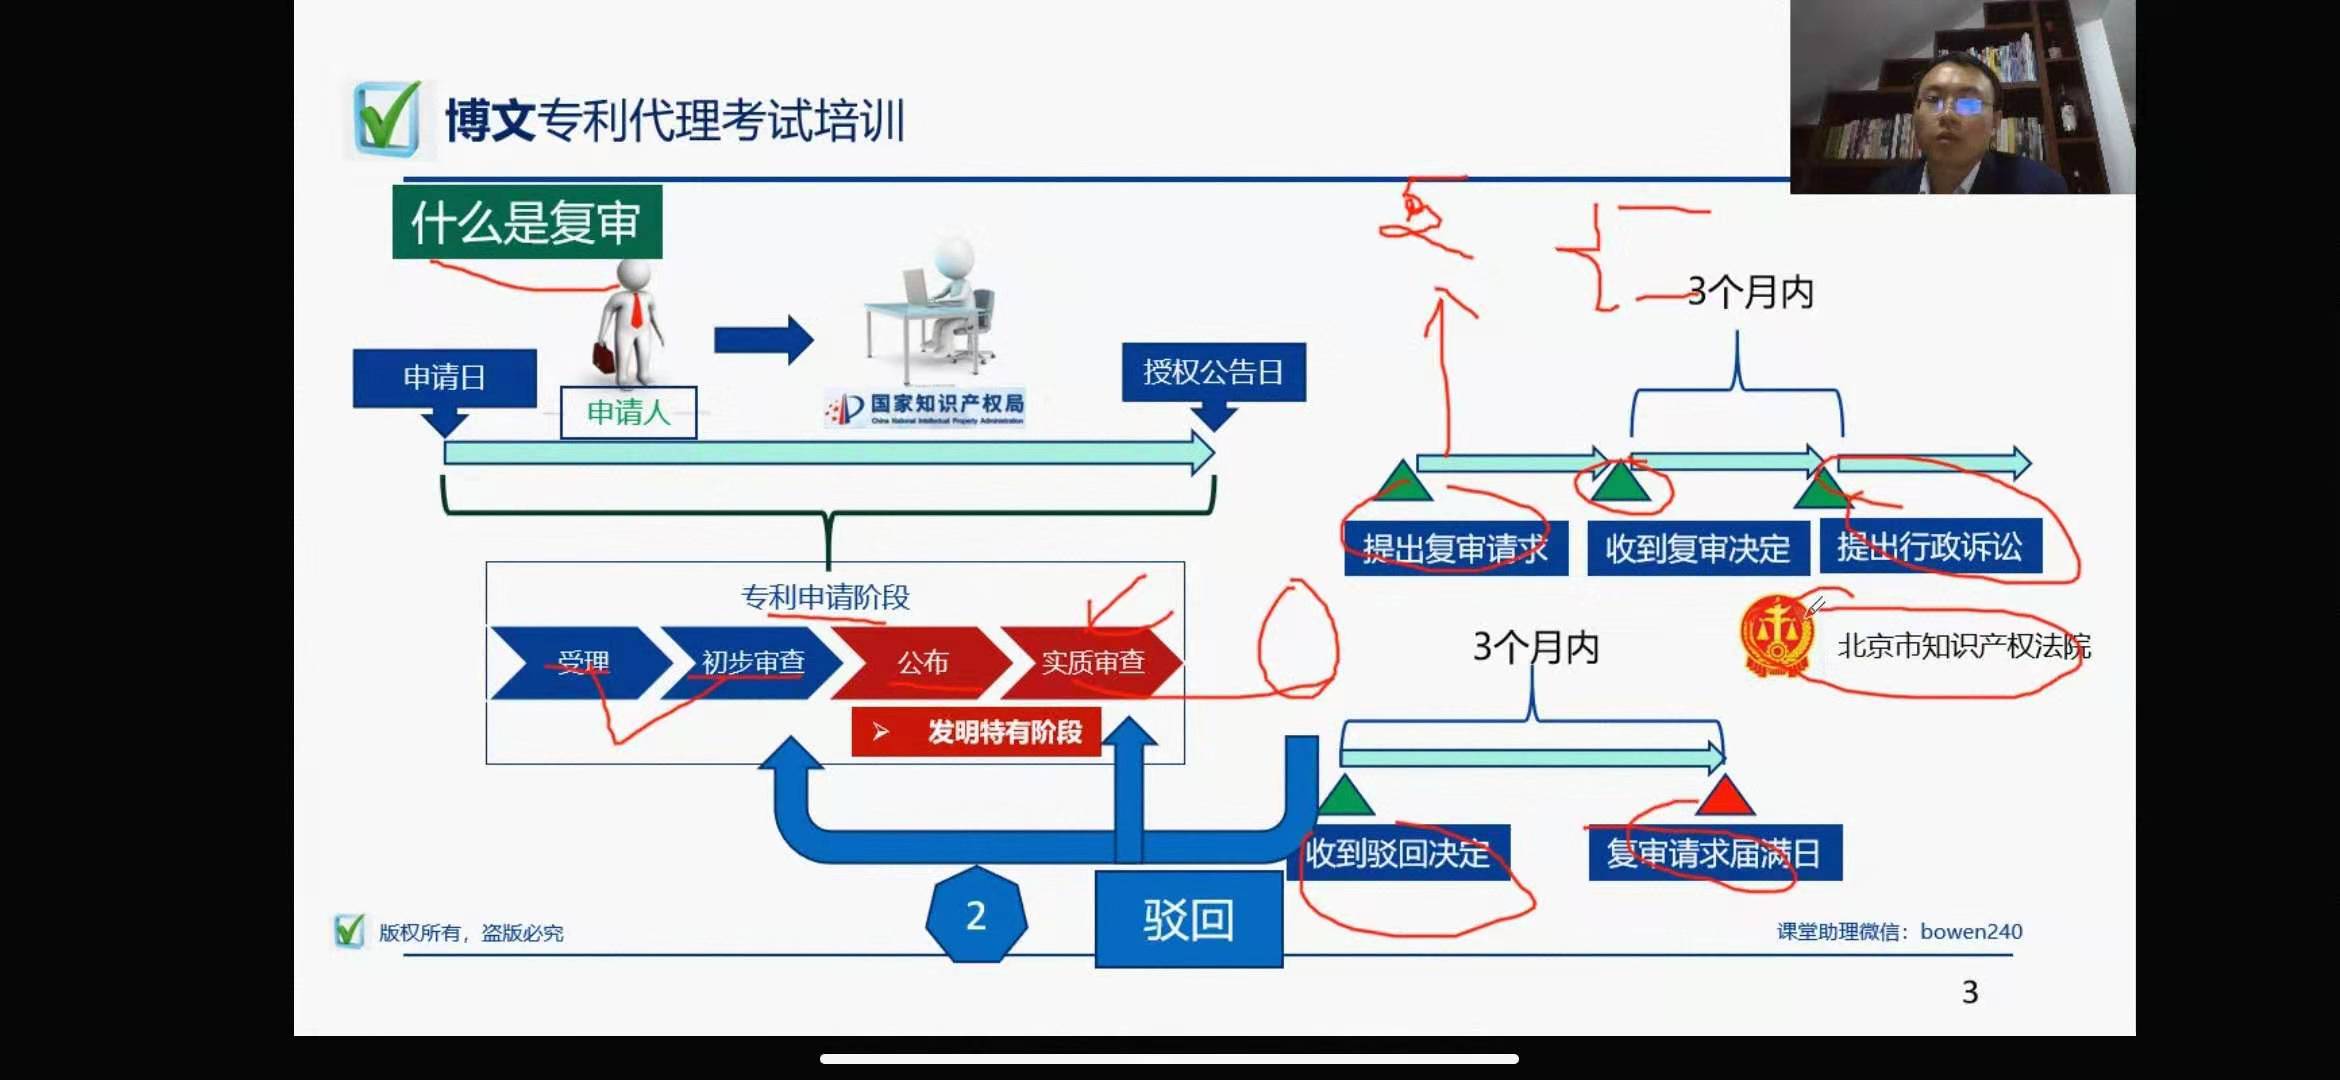 博文专利代理考试培训
什么是复审
3个月内
申请日
申请人
国家知识产权局
China National Intellectual Property Administration
授权公告日
提出复审请求
收到复审决定
提出行政诉讼
专利申请阶段
受理
初步审查
公布
实质审查
发明特有阶段
3个月内
北京市知识产权法院
收到驳回决定
复审请求届满日
2
驳回
版权所有，盗版必究
课堂助理微信：bowen240
3